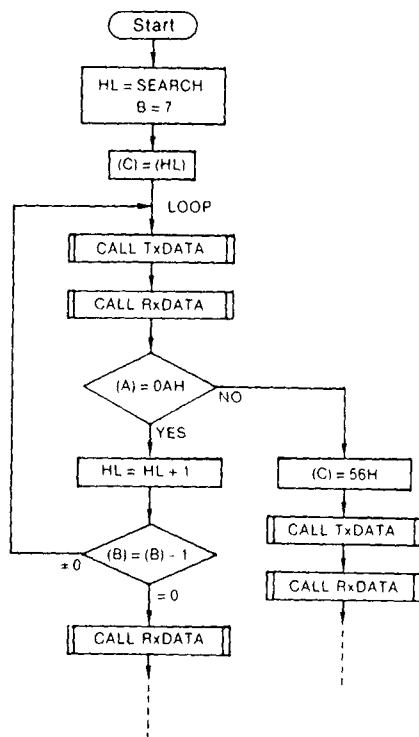 Start
HL = SEARCH
B = 7
(C) = (HL)
LOOP
CALL TxDATA
CALL RxDATA
(A) = 0AH
NO
YES
HL = HL + 1
(C) = 56H
(B) = (B) - 1
CALL TxDATA
≠ 0
= 0
CALL RxDATA
CALL RxDATA